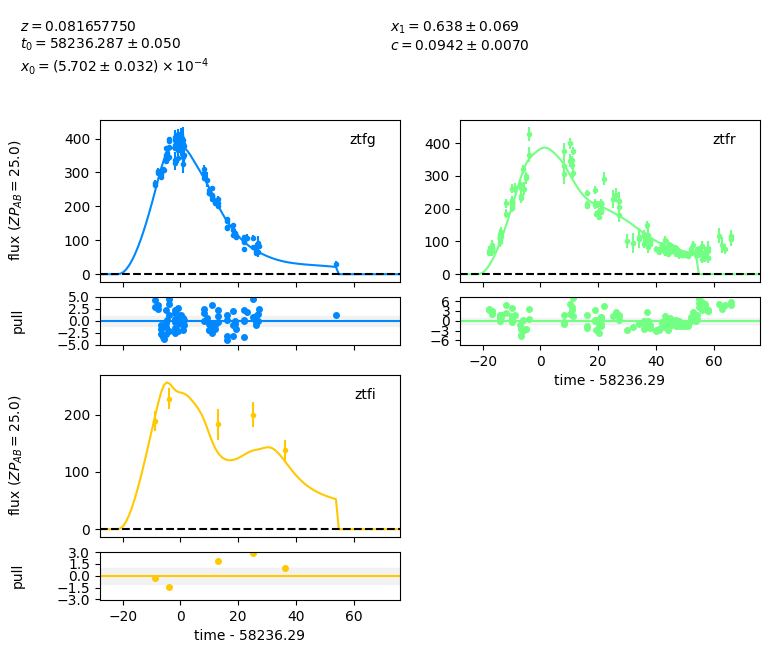 z = 0.081657750
t₀ = 58236.287 ± 0.050
x₀ = (5.702 ± 0.032) × 10⁻⁴
x₁ = 0.638 ± 0.069
c = 0.0942 ± 0.0070
flux (ZP_AB = 25.0)
400
300
200
100
0
ztfg
400
300
200
100
0
ztfr
pull
5.0
2.5
0.0
−2.5
−5.0
6
3
0
−3
−6
−20 0 20 40 60
time - 58236.29
flux (ZP_AB = 25.0)
200
100
0
ztfi
pull
3.0
1.5
0.0
−1.5
−3.0
−20 0 20 40 60
time - 58236.29